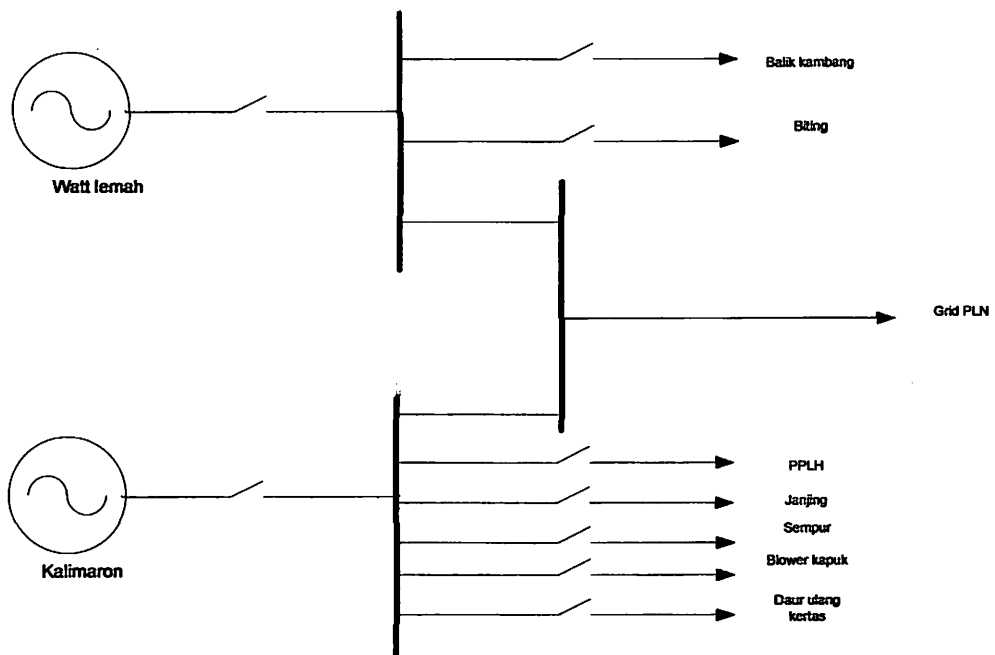 Balik kambang
Biting
Watt lemah
Grid PLN
PPLH
Janjing
Sempur
Blower kapuk
Kalimaron
Daur ulang
kertas